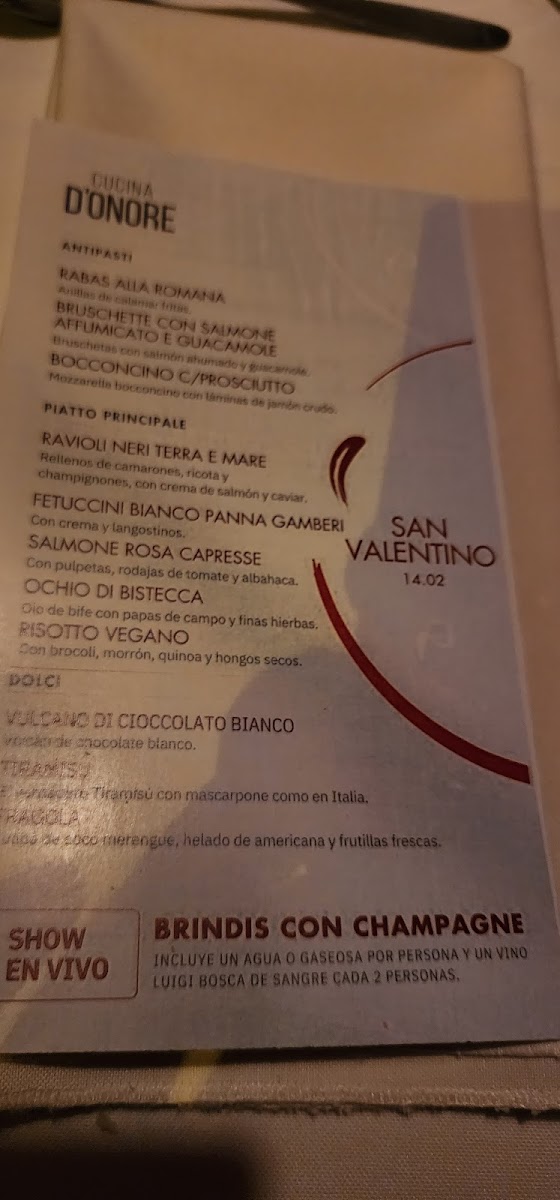 CUCINA
D'ONORE
ANTIPASTI
RABAS ALLA ROMANA
Anillas de calamar fritas.
BRUSCHETTE CON SALMONE
AFFUMICATO E GUACAMOLE
Bruschetas con salmón ahumado y guacamole.
BOCCONCINO C/PROSCIUTTO
Mozzarella bocconcino con láminas de jamón crudo.
PIATTO PRINCIPALE
RAVIOLI NERI TERRA E MARE
Rellenos de camarones, ricota y
champignones, con crema de salmón y caviar.
FETUCCINI BIANCO PANNA GAMBERI
Con crema y langostinos.
SALMONE ROSA CAPRESSE
Con pulpetas, rodajas de tomate y albahaca.
OCHIO DI BISTECCA
Ojo de bife con papas de campo y finas hierbas.
RISOTTO VEGANO
Con brocoli, morrón, quinoa y hongos secos.
SAN
VALENTINO
14.02
DOLCI
VULCANO DI CIOCCOLATO BIANCO
Volcán de chocolate blanco.
TIRAMISÚ
Tiramisú con mascarpone como en Italia.
FRAGOLA
de coco merengue, helado de americana y frutillas frescas.
SHOW
EN VIVO
BRINDIS CON CHAMPAGNE
INCLUYE UN AGUA O GASEOSA POR PERSONA Y UN VINO
LUIGI BOSCA DE SANGRE CADA 2 PERSONAS.